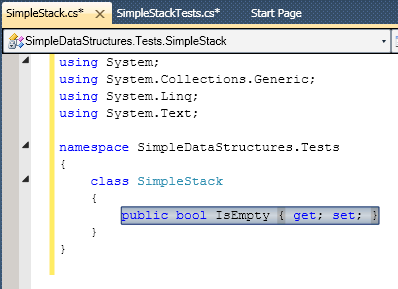 SimpleStack.cs* × SimpleStackTests.cs* Start Page
SimpleDataStructures.Tests.SimpleStack
using System;
using System.Collections.Generic;
using System.Linq;
using System.Text;
namespace SimpleDataStructures.Tests
{
class SimpleStack
{
public bool IsEmpty { get; set; }
}
}